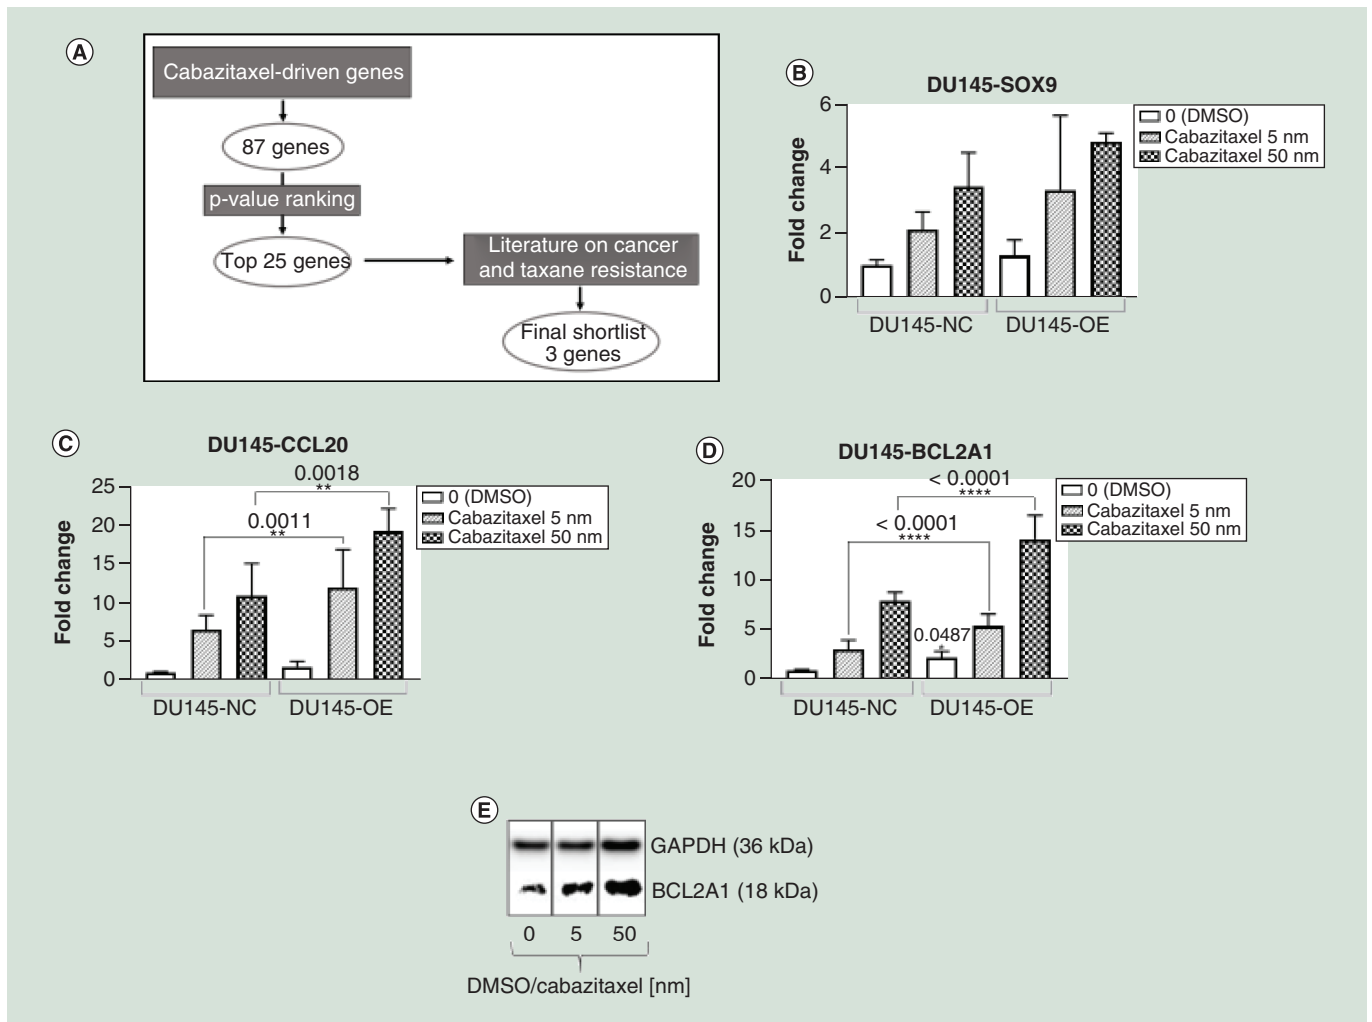 A
Cabazitaxel-driven genes
87 genes
p-value ranking
Top 25 genes
Literature on cancer
and taxane resistance
Final shortlist
3 genes
B
DU145-SOX9
Fold change
6
4
2
0
0 (DMSO)
Cabazitaxel 5 nm
Cabazitaxel 50 nm
DU145-NC
DU145-OE
C
DU145-CCL20
Fold change
25
20
15
10
5
0
0.0018
**
0.0011
**
0 (DMSO)
Cabazitaxel 5 nm
Cabazitaxel 50 nm
DU145-NC
DU145-OE
D
DU145-BCL2A1
Fold change
20
15
10
5
0
< 0.0001
****
< 0.0001
****
0.0487
*
0 (DMSO)
Cabazitaxel 5 nm
Cabazitaxel 50 nm
DU145-NC
DU145-OE
E
GAPDH (36 kDa)
BCL2A1 (18 kDa)
0 5 50
DMSO/cabazitaxel [nm]